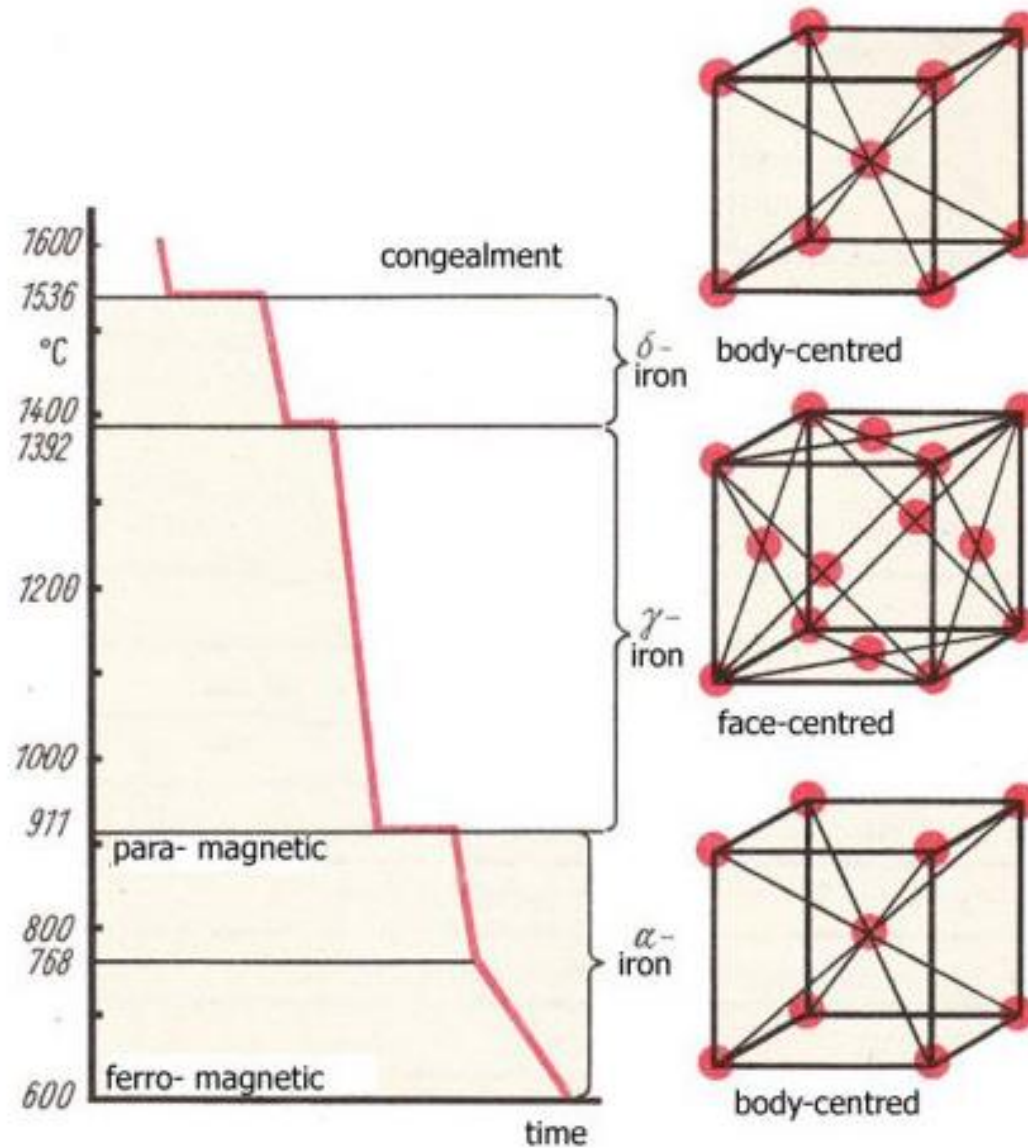 1600
congealment
1536
°C
δ-
iron
body-centred
1400
1392
1200
γ-
iron
face-centred
1000
911
para- magnetic
800
768
α-
iron
ferro- magnetic
600
time
body-centred